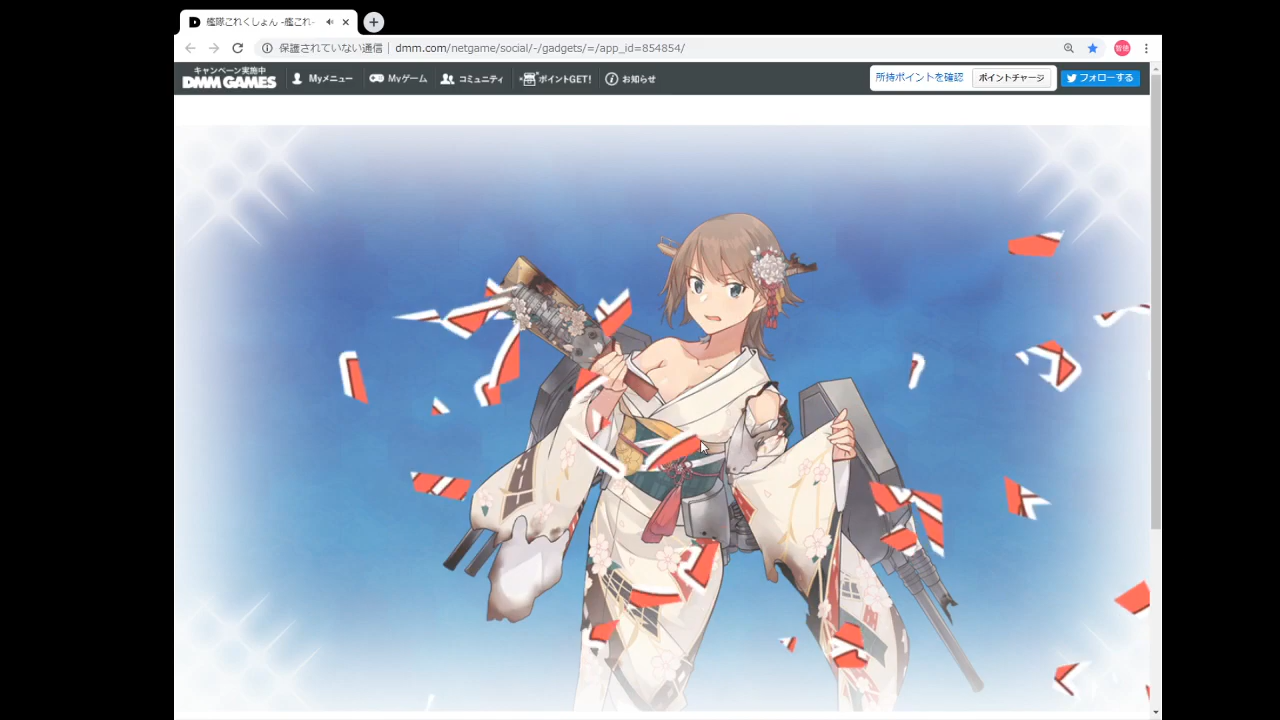 艦隊これくしょん -艦これ-
保護されていない通信 | dmm.com/netgame/social/-/gadgets/=/app_id=854854/
智将
キャンペーン実施中
DMM GAMES
Myメニュー
Myゲーム
コミュニティ
ポイントGET!
お知らせ
所持ポイントを確認
ポイントチャージ
フォローする